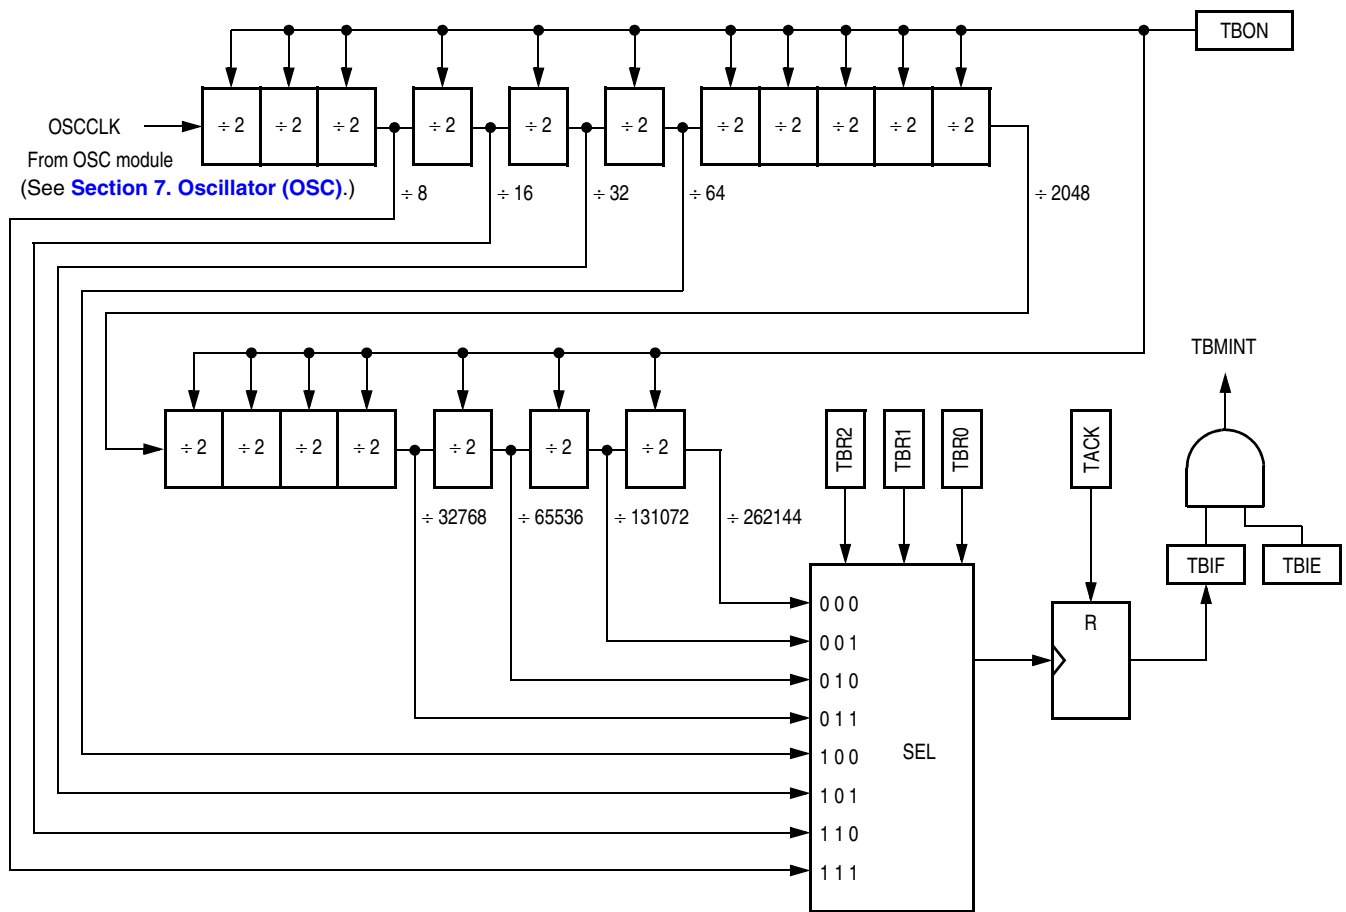 TBON
÷ 2 ÷ 2 ÷ 2 ÷ 2 ÷ 2 ÷ 2 ÷ 2 ÷ 2 ÷ 2 ÷ 2 ÷ 2
OSCCLK
From OSC module
(See Section 7. Oscillator (OSC).)
÷ 8 ÷ 16 ÷ 32 ÷ 64 ÷ 2048
TBMINT
÷ 2 ÷ 2 ÷ 2 ÷ 2 ÷ 2 ÷ 2 ÷ 2
TBR2 TBR1 TBR0 TACK
÷ 32768 ÷ 65536 ÷ 131072 ÷ 262144
TBIF TBIE
0 0 0
R
0 0 1
0 1 0
0 1 1
1 0 0
SEL
1 0 1
1 1 0
1 1 1